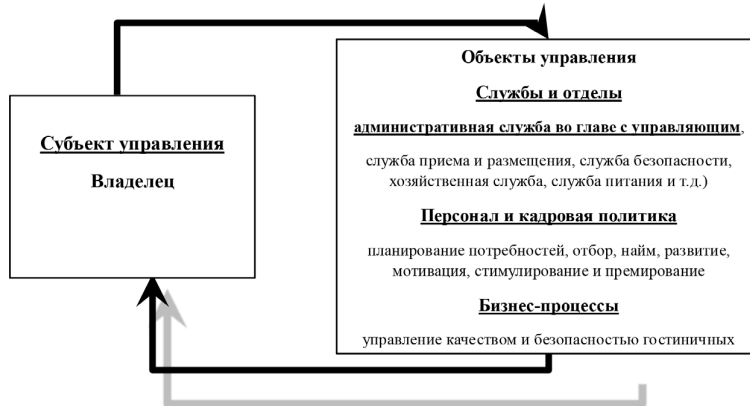 Субъект управления
Владелец
Объекты управления
Службы и отделы
административная служба во главе с управляющим,
служба приема и размещения, служба безопасности,
хозяйственная служба, служба питания и т.д.)
Персонал и кадровая политика
планирование потребностей, отбор, найм, развитие,
мотивация, стимулирование и премирование
Бизнес-процессы
управление качеством и безопасностью гостиничных